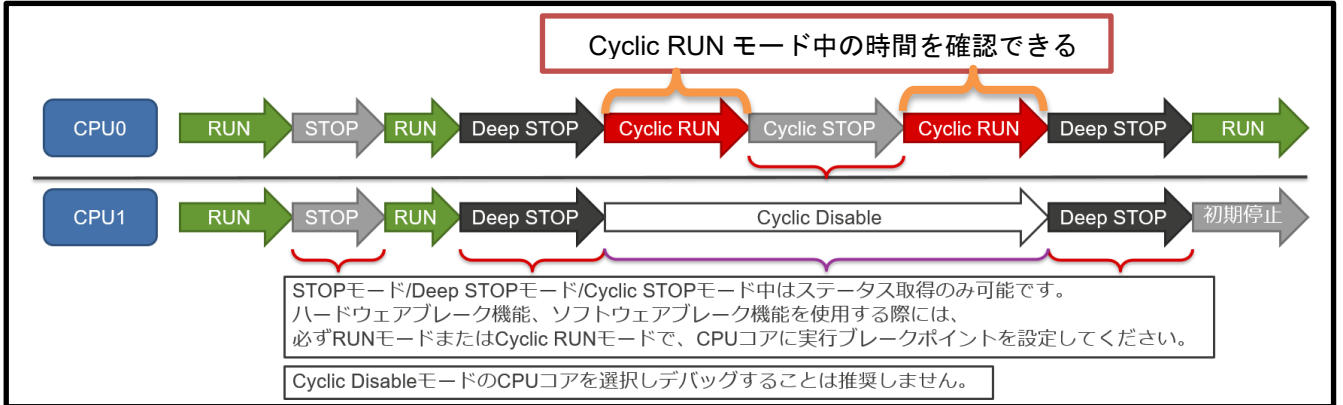 Cyclic RUN モード中の時間を確認できる
CPU0 RUN STOP RUN Deep STOP Cyclic RUN Cyclic STOP Cyclic RUN Deep STOP RUN
CPU1 RUN STOP RUN Deep STOP Cyclic Disable Deep STOP 初期停止
STOPモード/Deep STOPモード/Cyclic STOPモード中はステータス取得のみ可能です。
ハードウェアブレーク機能、ソフトウェアブレーク機能を使用する際には、
必ずRUNモードまたはCyclic RUNモードで、CPUコアに実行ブレークポイントを設定してください。
Cyclic DisableモードのCPUコアを選択しデバッグすることは推奨しません。